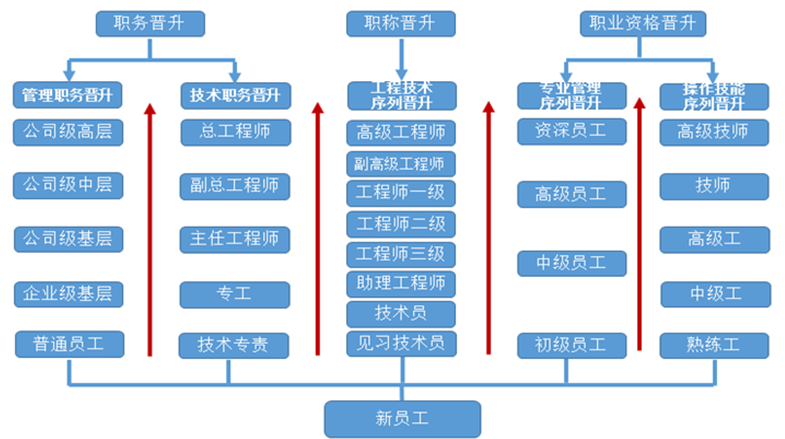 职务晋升
职称晋升
职业资格晋升
管理职务晋升
技术职务晋升
工程技术
序列晋升
专业管理
序列晋升
操作技能
序列晋升
公司级高层
公司级中层
公司级基层
企业级基层
普通员工
总工程师
副总工程师
主任工程师
专工
技术专责
高级工程师
副高级工程师
工程师一级
工程师二级
工程师三级
助理工程师
技术员
见习技术员
资深员工
高级员工
中级员工
初级员工
高级技师
技师
高级工
中级工
熟练工
新员工